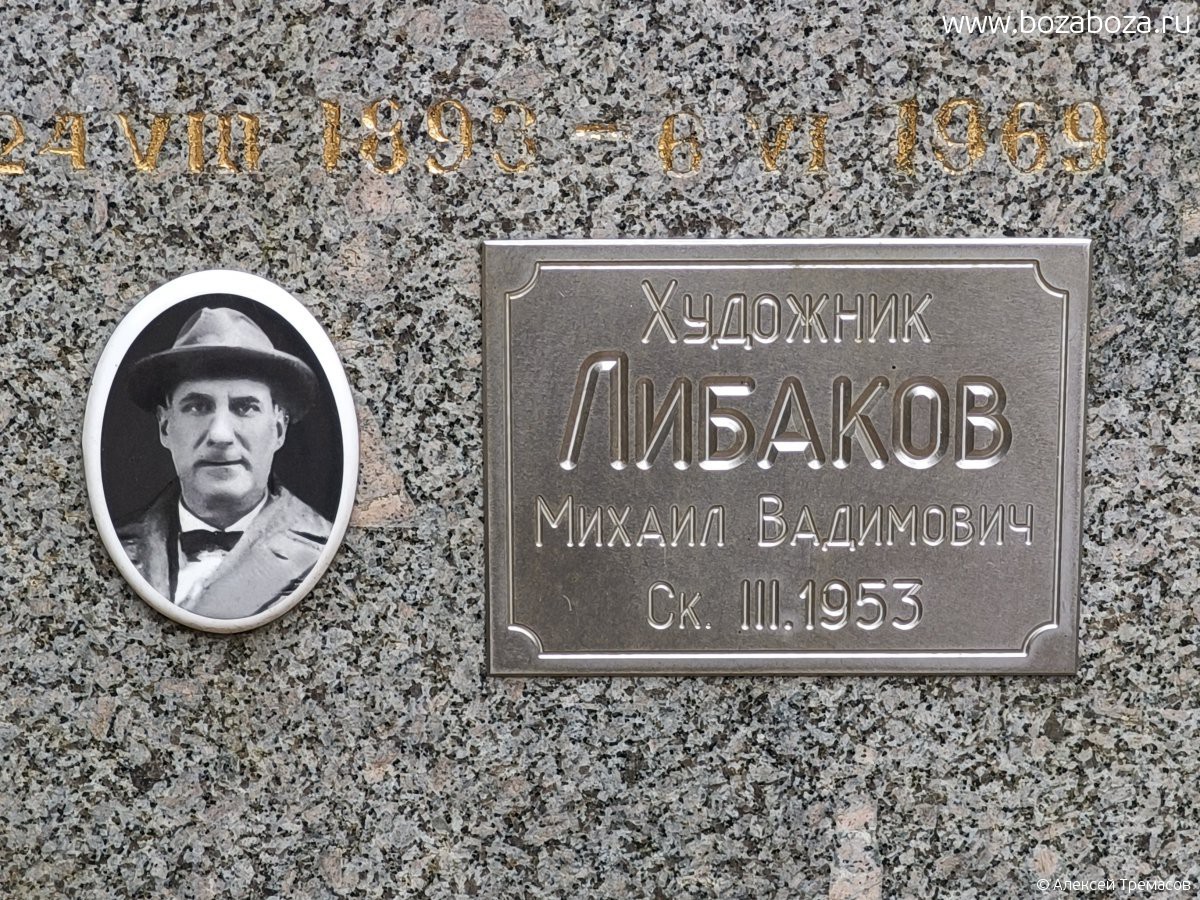 www.bozaboza.ru
24 VIII 1893 – 6 VI 1969
Художник
Либаков
Михаил Вадимович
Ск. III.1953
© Алексей Тремасов